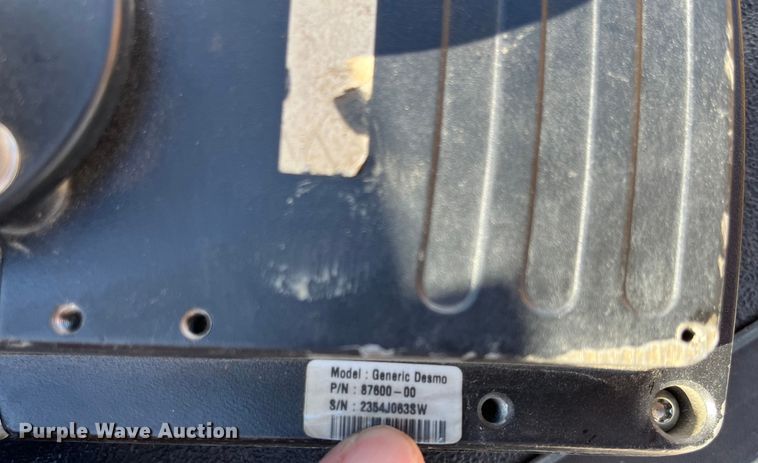 Model : Generic Desmo
P/N : 87600-00
S/N : 2354J063SW
Purple Wave Auction